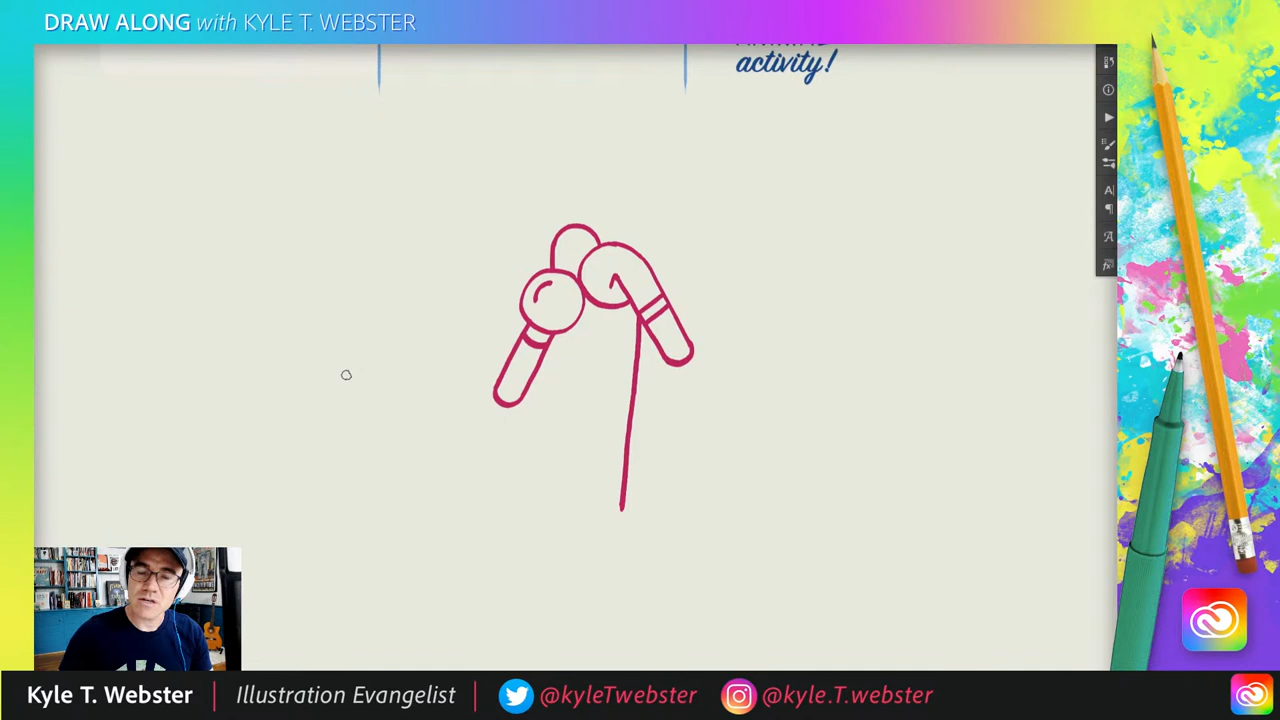 DRAW ALONG with KYLE T. WEBSTER
activity!
Kyle T. Webster | Illustration Evangelist | @kyleTwebster @kyle.T.webster